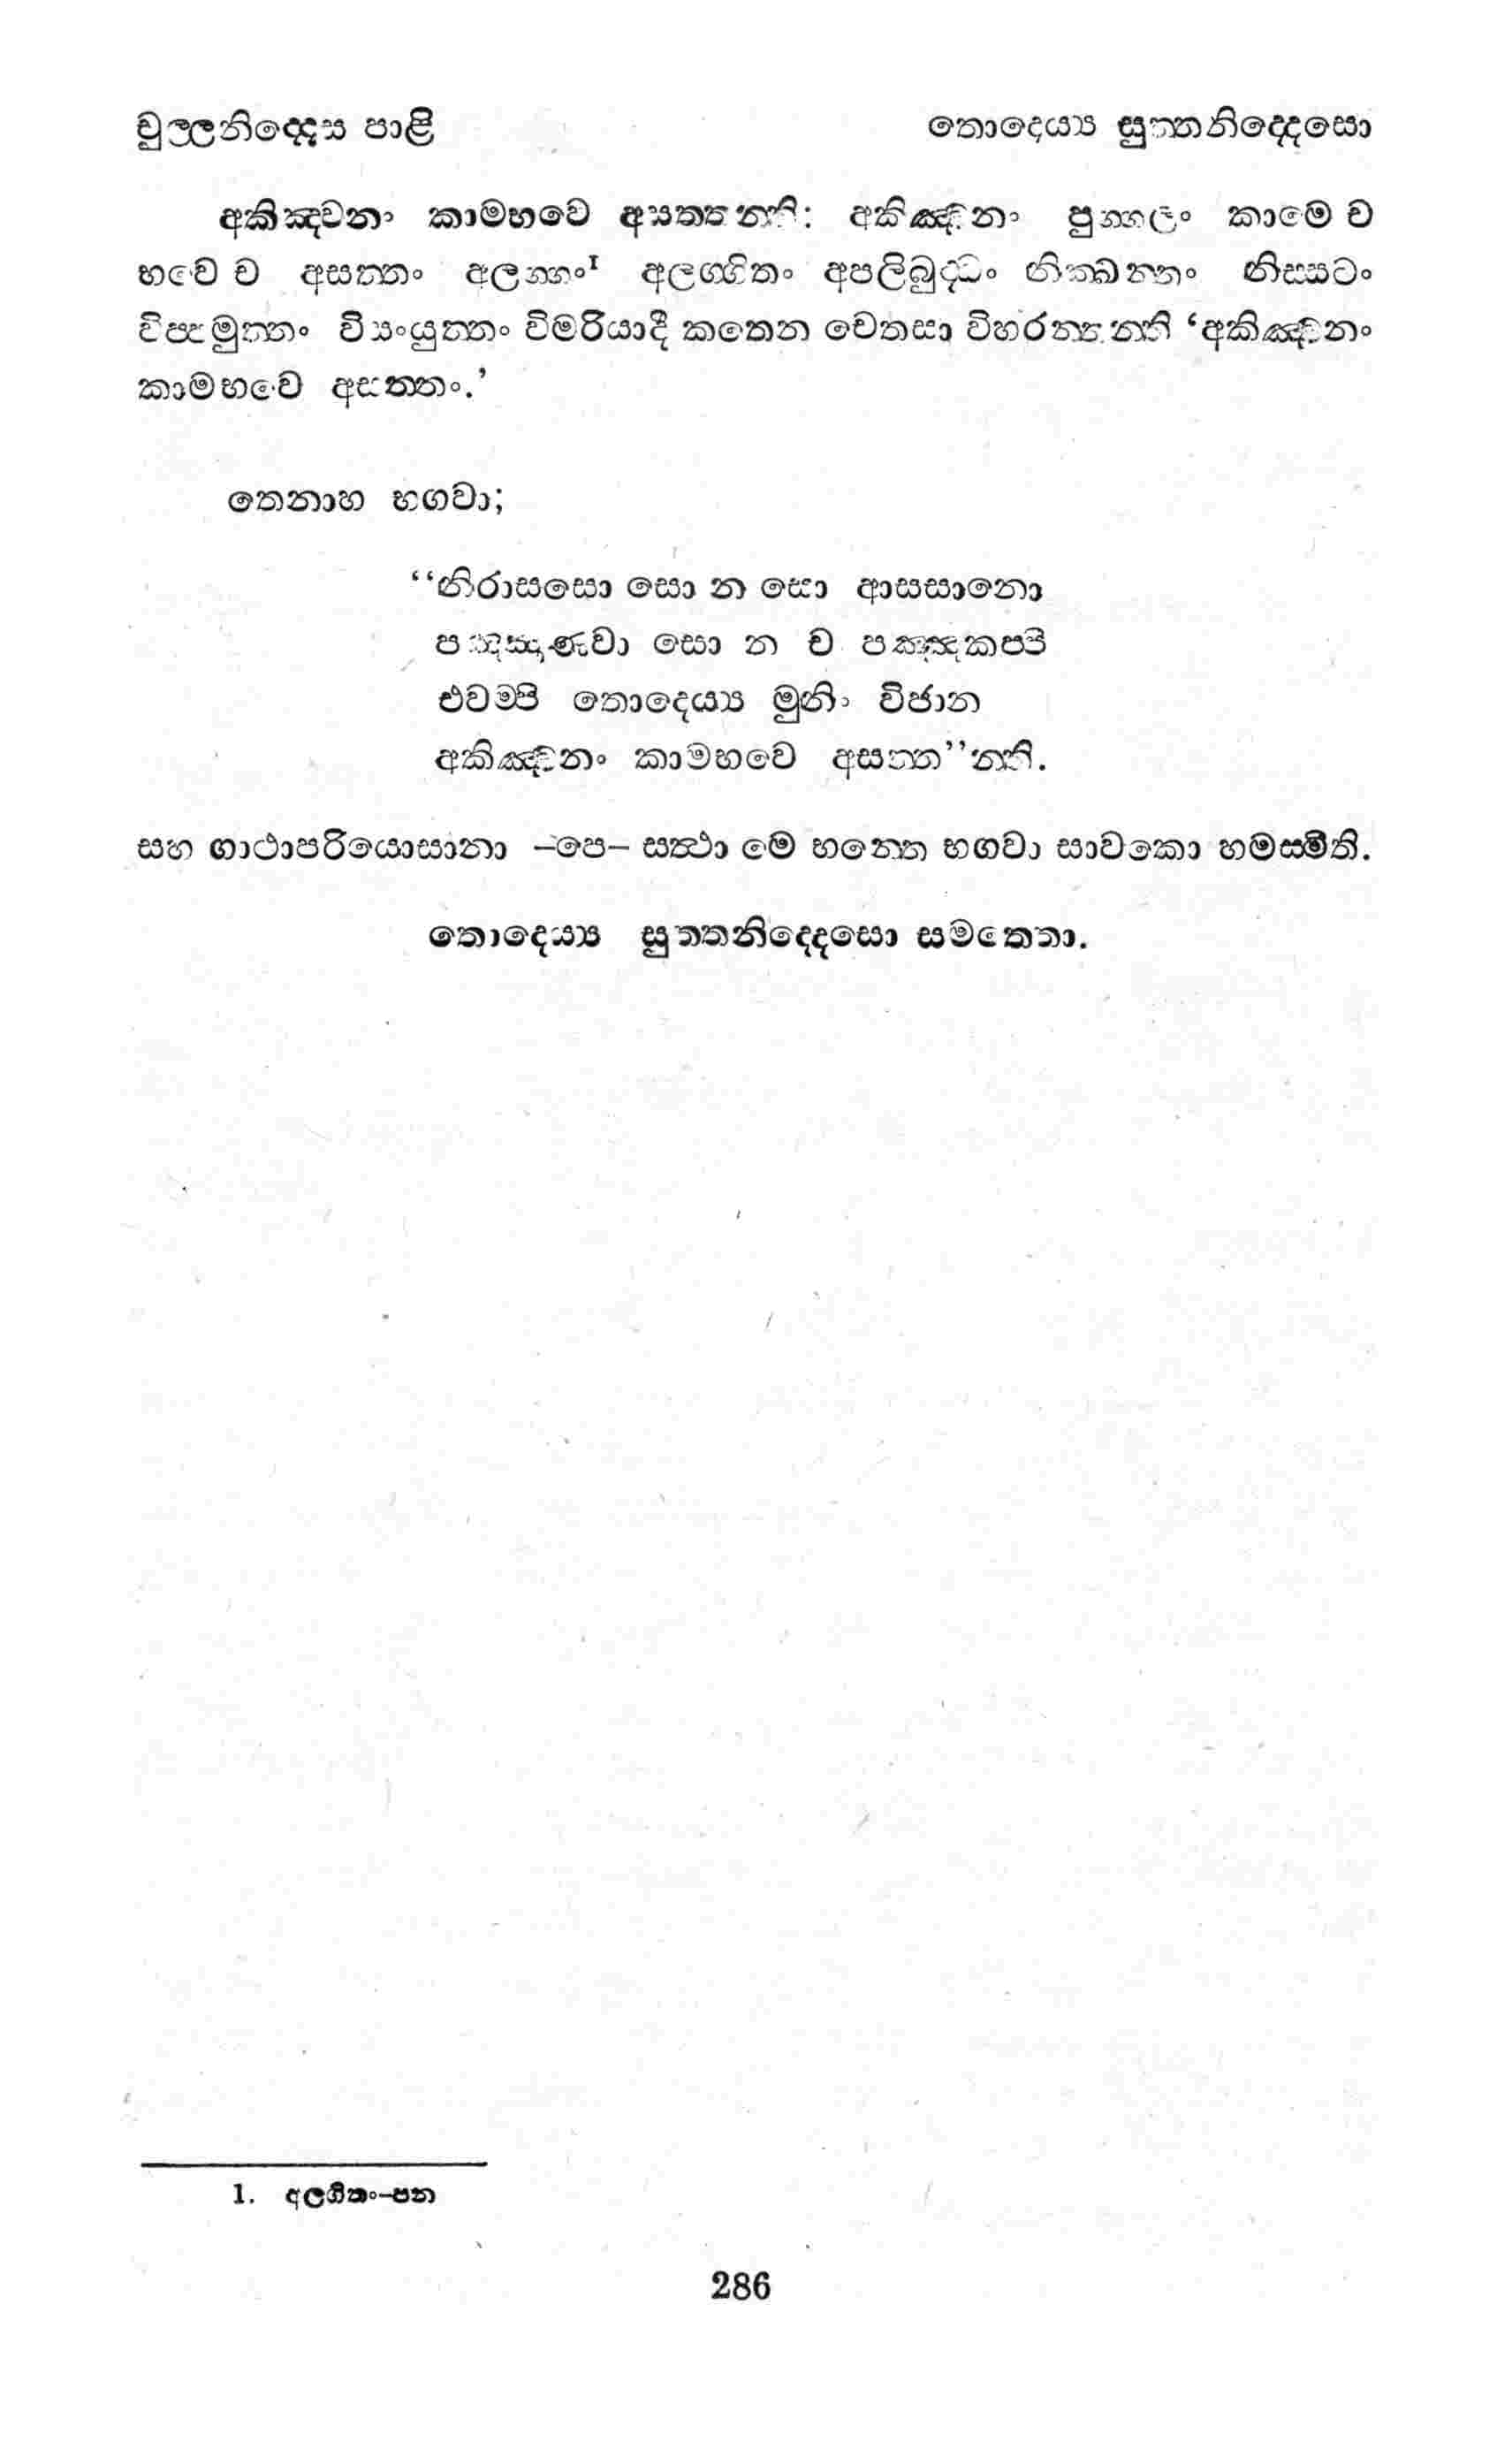 චුල්ලනිද්දෙස පාළි තොදෙය්‍ය සුත්තනිද්දෙසො
අකිඤ්චනං කාමභවෙ අසත්තන්ති: අකිඤ්චනං පුග්ගලං කාමෙ ච
භවෙ ච අසත්තං අලග්ගං¹ අලග්ගිතං අපලිබුද්ධං නික්ඛන්තං නිස්සටං
විප්පමුත්තං විසංයුත්තං විමරියාදී කතෙන චෙතසා විහරන්තන්ති ‘අකිඤ්චනං
කාමභවෙ අසත්තං.’
තෙනාහ භගවා;
“නිරාසසො සො න සො ආසසානො
පඤ්ඤාණවා සො න ච පඤ්ඤකප්පී
එවම්පි තොදෙය්‍ය මුනිං විජාන
අකිඤ්චනං කාමභවෙ අසත්ත”න්ති.
සහ ගාථාපරියොසානා –පෙ– සත්ථා මෙ භන්තෙ භගවා සාවකො හමස්මීති.
තොදෙය්‍ය සුත්තනිද්දෙසො සමත්තො.
1. අලගිතං–පන
286